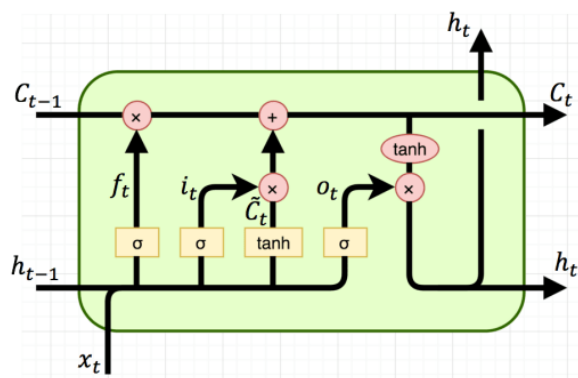 h_t
C_{t-1} × + C_t
tanh
f_t i_t × o_t ×
C̃_t
σ σ tanh σ
h_{t-1} h_t
x_t